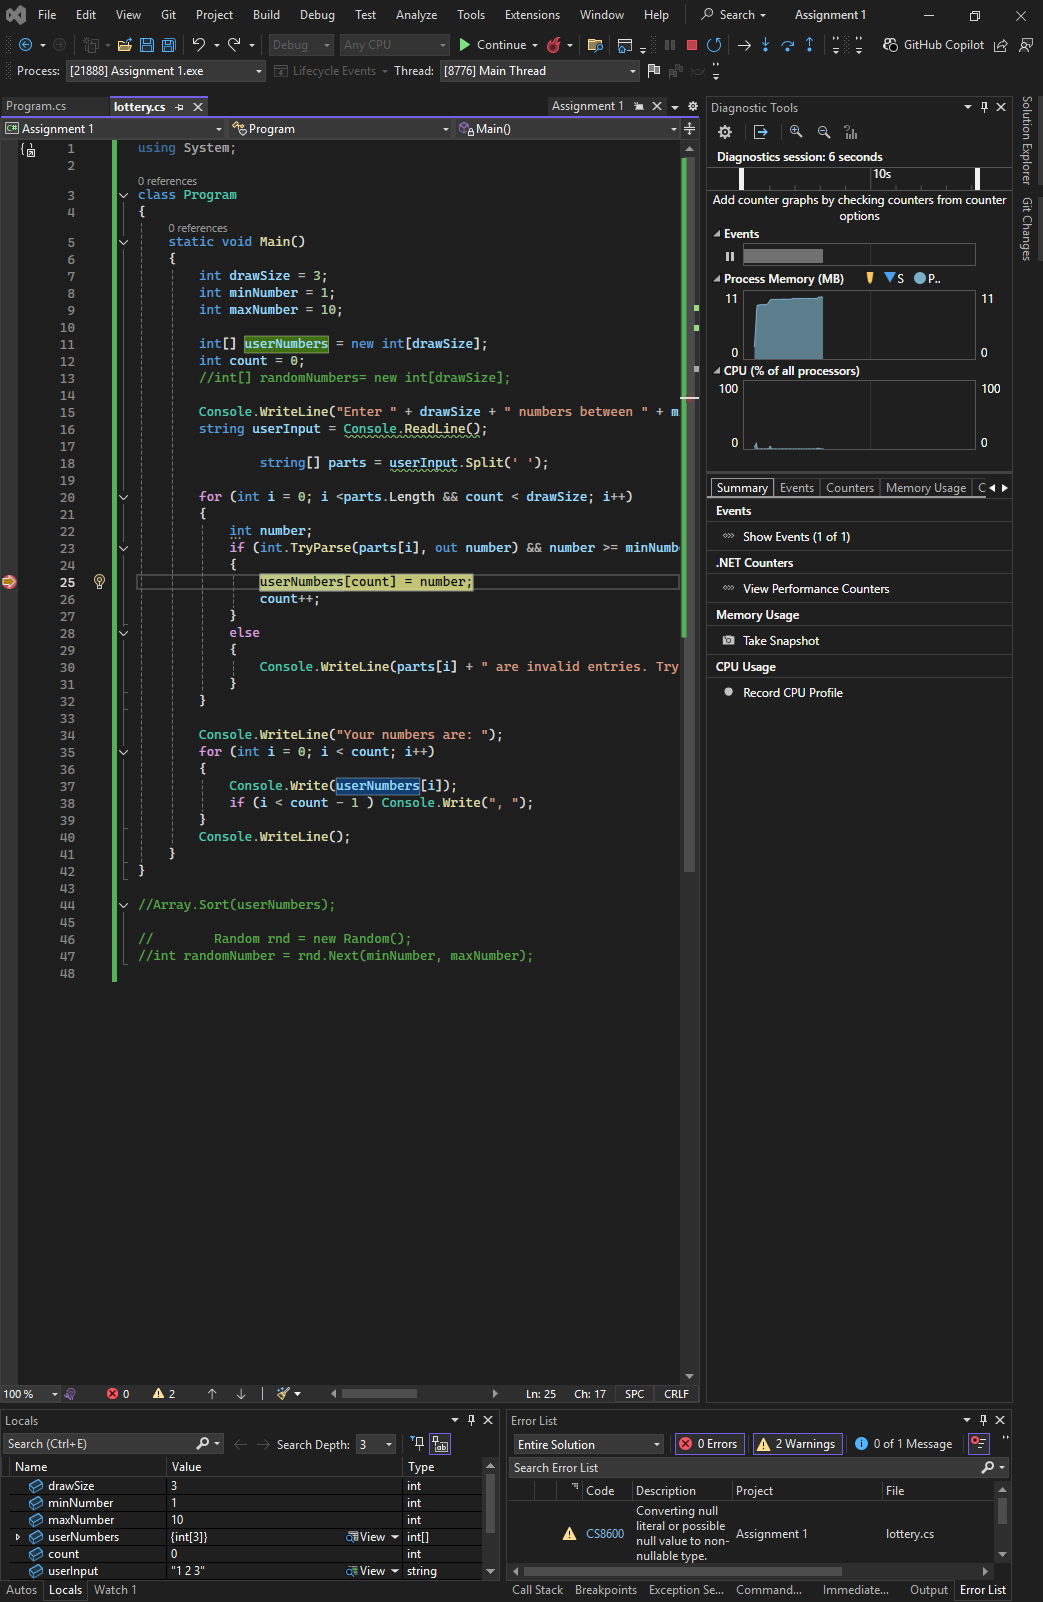 File Edit View Git Project Build Debug Test Analyze Tools Extensions Window Help Search Assignment 1
Debug Any CPU Continue GitHub Copilot
Process: [21888] Assignment 1.exe Lifecycle Events Thread: [8776] Main Thread
Program.cs lottery.cs Assignment 1
C# Assignment 1 Program Main()
1 using System;
2
0 references
3 class Program
4 {
0 references
5 static void Main()
6 {
7 int drawSize = 3;
8 int minNumber = 1;
9 int maxNumber = 10;
10
11 int[] userNumbers = new int[drawSize];
12 int count = 0;
13 //int[] randomNumbers= new int[drawSize];
14
15 Console.WriteLine("Enter " + drawSize + " numbers between " + m
16 string userInput = Console.ReadLine();
17
18 string[] parts = userInput.Split(' ');
19
20 for (int i = 0; i <parts.Length && count < drawSize; i++)
21 {
22 int number;
23 if (int.TryParse(parts[i], out number) && number >= minNumb
24 {
25 userNumbers[count] = number;
26 count++;
27 }
28 else
29 {
30 Console.WriteLine(parts[i] + " are invalid entries. Try
31 }
32 }
33
34 Console.WriteLine("Your numbers are: ");
35 for (int i = 0; i < count; i++)
36 {
37 Console.Write(userNumbers[i]);
38 if (i < count - 1 ) Console.Write(", ");
39 }
40 Console.WriteLine();
41 }
42 }
43
44 //Array.Sort(userNumbers);
45
46 // Random rnd = new Random();
47 //int randomNumber = rnd.Next(minNumber, maxNumber);
48
100 % 0 2 Ln: 25 Ch: 17 SPC CRLF
Diagnostic Tools
Diagnostics session: 6 seconds
10s
Add counter graphs by checking counters from counter
options
Events
Process Memory (MB) S P..
11 11
0 0
CPU (% of all processors)
100 100
0 0
Summary Events Counters Memory Usage C
Events
Show Events (1 of 1)
.NET Counters
View Performance Counters
Memory Usage
Take Snapshot
CPU Usage
Record CPU Profile
Solution Explorer
Git Changes
Locals
Search (Ctrl+E) Search Depth: 3
Name Value Type
drawSize 3 int
minNumber 1 int
maxNumber 10 int
userNumbers {int[3]} View int[]
count 0 int
userInput "1 2 3" View string
Autos Locals Watch 1
Error List
Entire Solution 0 Errors 2 Warnings 0 of 1 Message
Search Error List
Code Description Project File
CS8600 Converting null literal or possible null value to non-nullable type. Assignment 1 lottery.cs
Call Stack Breakpoints Exception Se... Command... Immediate... Output Error List